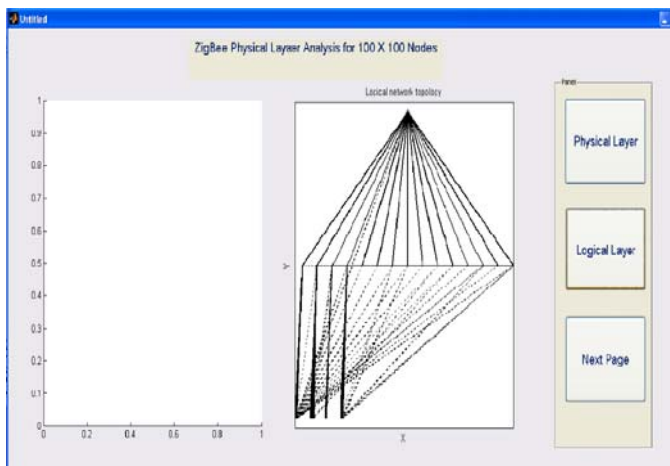 Untitled
ZigBee Physical Layaer Analysis for 100 X 100 Nodes
Logical network topology
Panel
Physical Layer
Logical Layer
Next Page
1
0.9
0.8
0.7
0.6
0.5
0.4
0.3
0.2
0.1
0
0 0.2 0.4 0.6 0.8 1
Y
X